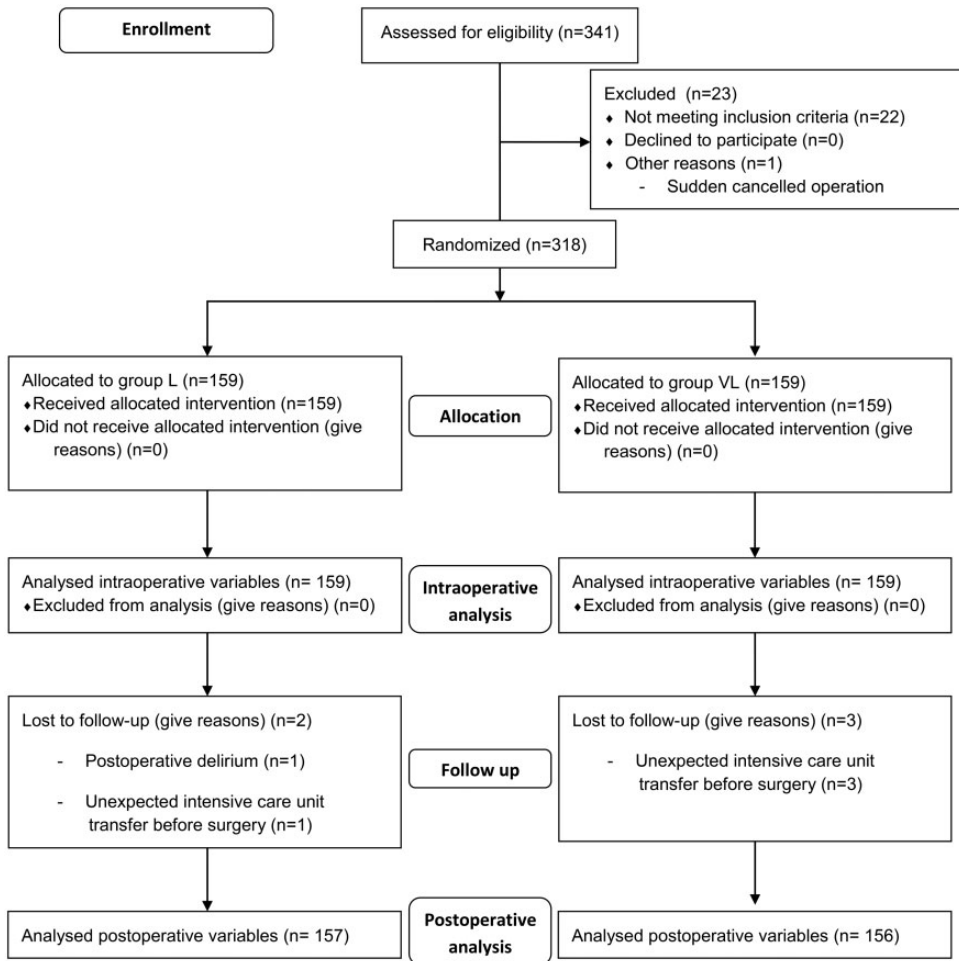 Enrollment
Assessed for eligibility (n=341)
Excluded (n=23)
♦ Not meeting inclusion criteria (n=22)
♦ Declined to participate (n=0)
♦ Other reasons (n=1)
- Sudden cancelled operation
Randomized (n=318)
Allocated to group L (n=159)
♦Received allocated intervention (n=159)
♦Did not receive allocated intervention (give
reasons) (n=0)
Allocation
Allocated to group VL (n=159)
♦Received allocated intervention (n=159)
♦Did not receive allocated intervention (give
reasons) (n=0)
Analysed intraoperative variables (n= 159)
♦Excluded from analysis (give reasons) (n=0)
Intraoperative
analysis
Analysed intraoperative variables (n= 159)
♦Excluded from analysis (give reasons) (n=0)
Lost to follow-up (give reasons) (n=2)
- Postoperative delirium (n=1)
- Unexpected intensive care unit
transfer before surgery (n=1)
Follow up
Lost to follow-up (give reasons) (n=3)
- Unexpected intensive care unit
transfer before surgery (n=3)
Analysed postoperative variables (n= 157)
Postoperative
analysis
Analysed postoperative variables (n= 156)